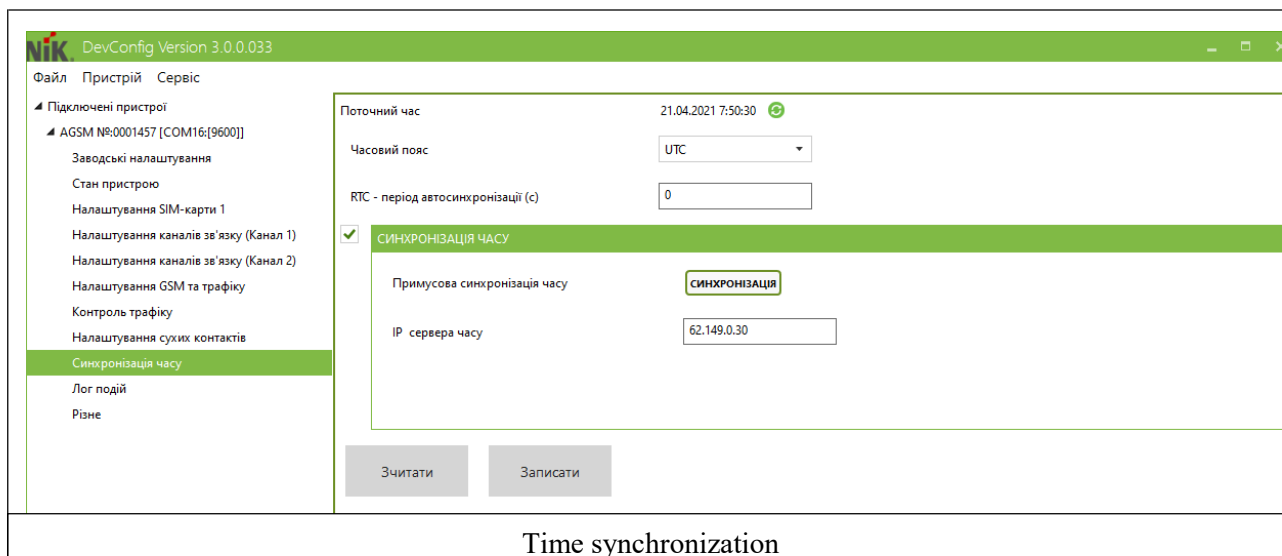 NiK. DevConfig Version 3.0.0.033
Файл Пристрій Сервіс
Підключені пристрої
AGSM №:0001457 [COM16:[9600]]
Заводські налаштування
Стан пристрою
Налаштування SIM-карти 1
Налаштування каналів зв'язку (Канал 1)
Налаштування каналів зв'язку (Канал 2)
Налаштування GSM та трафіку
Контроль трафіку
Налаштування сухих контактів
Синхронізація часу
Лог подій
Різне
Поточний час 21.04.2021 7:50:30
Часовий пояс UTC
RTC - період автосинхронізації (с) 0
СИНХРОНІЗАЦІЯ ЧАСУ
Примусова синхронізація часу СИНХРОНІЗАЦІЯ
IP сервера часу 62.149.0.30
Зчитати Записати
Time synchronization